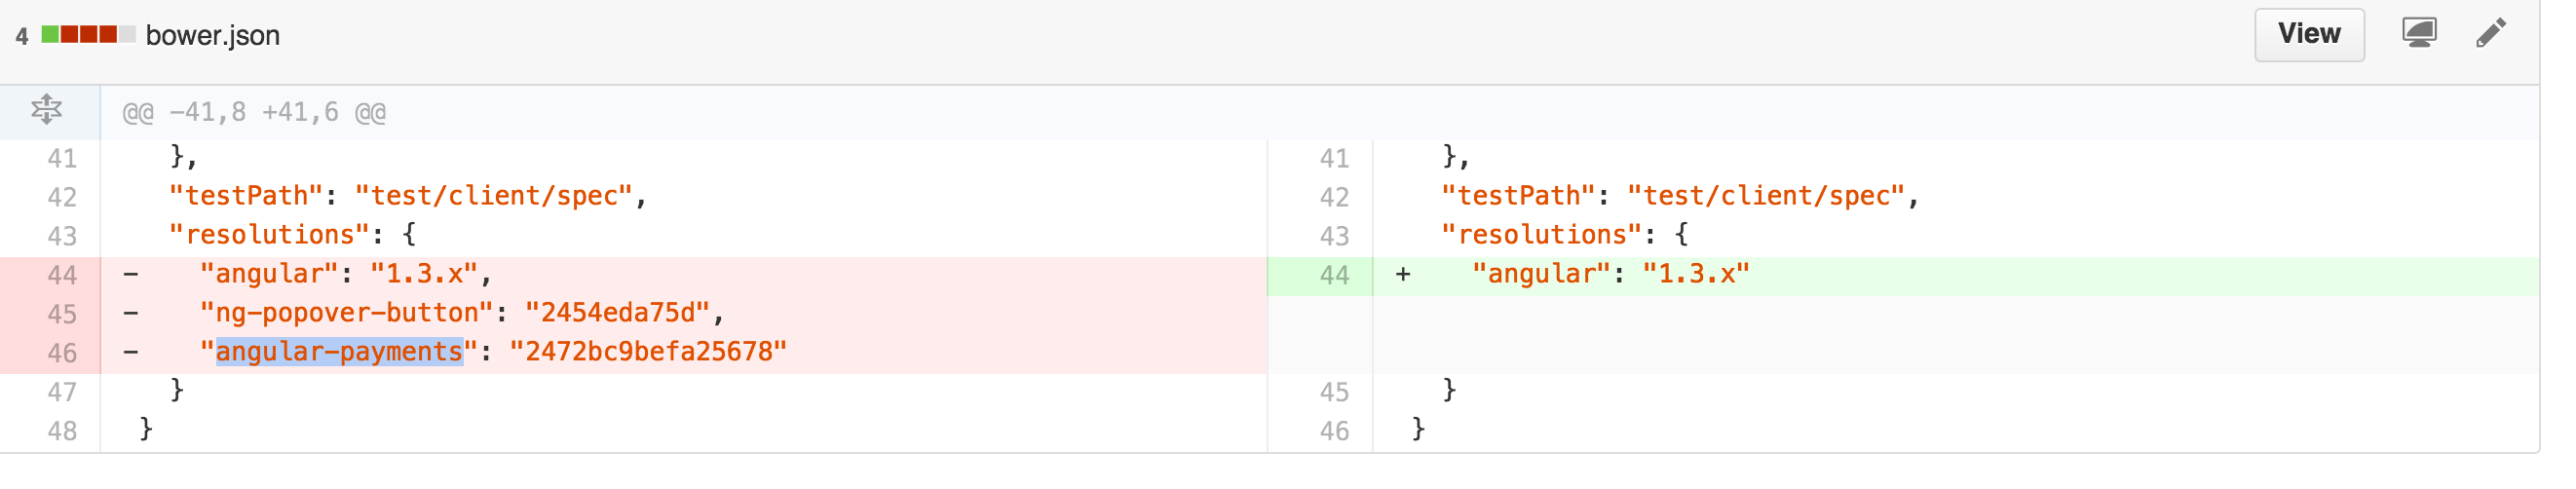 4 bower.json View
@@ -41,8 +41,6 @@
41 },
42 "testPath": "test/client/spec",
43 "resolutions": {
44 - "angular": "1.3.x",
45 - "ng-popover-button": "2454eda75d",
46 - "angular-payments": "2472bc9befa25678"
47 }
48 }
41 },
42 "testPath": "test/client/spec",
43 "resolutions": {
44 + "angular": "1.3.x"
45 }
46 }